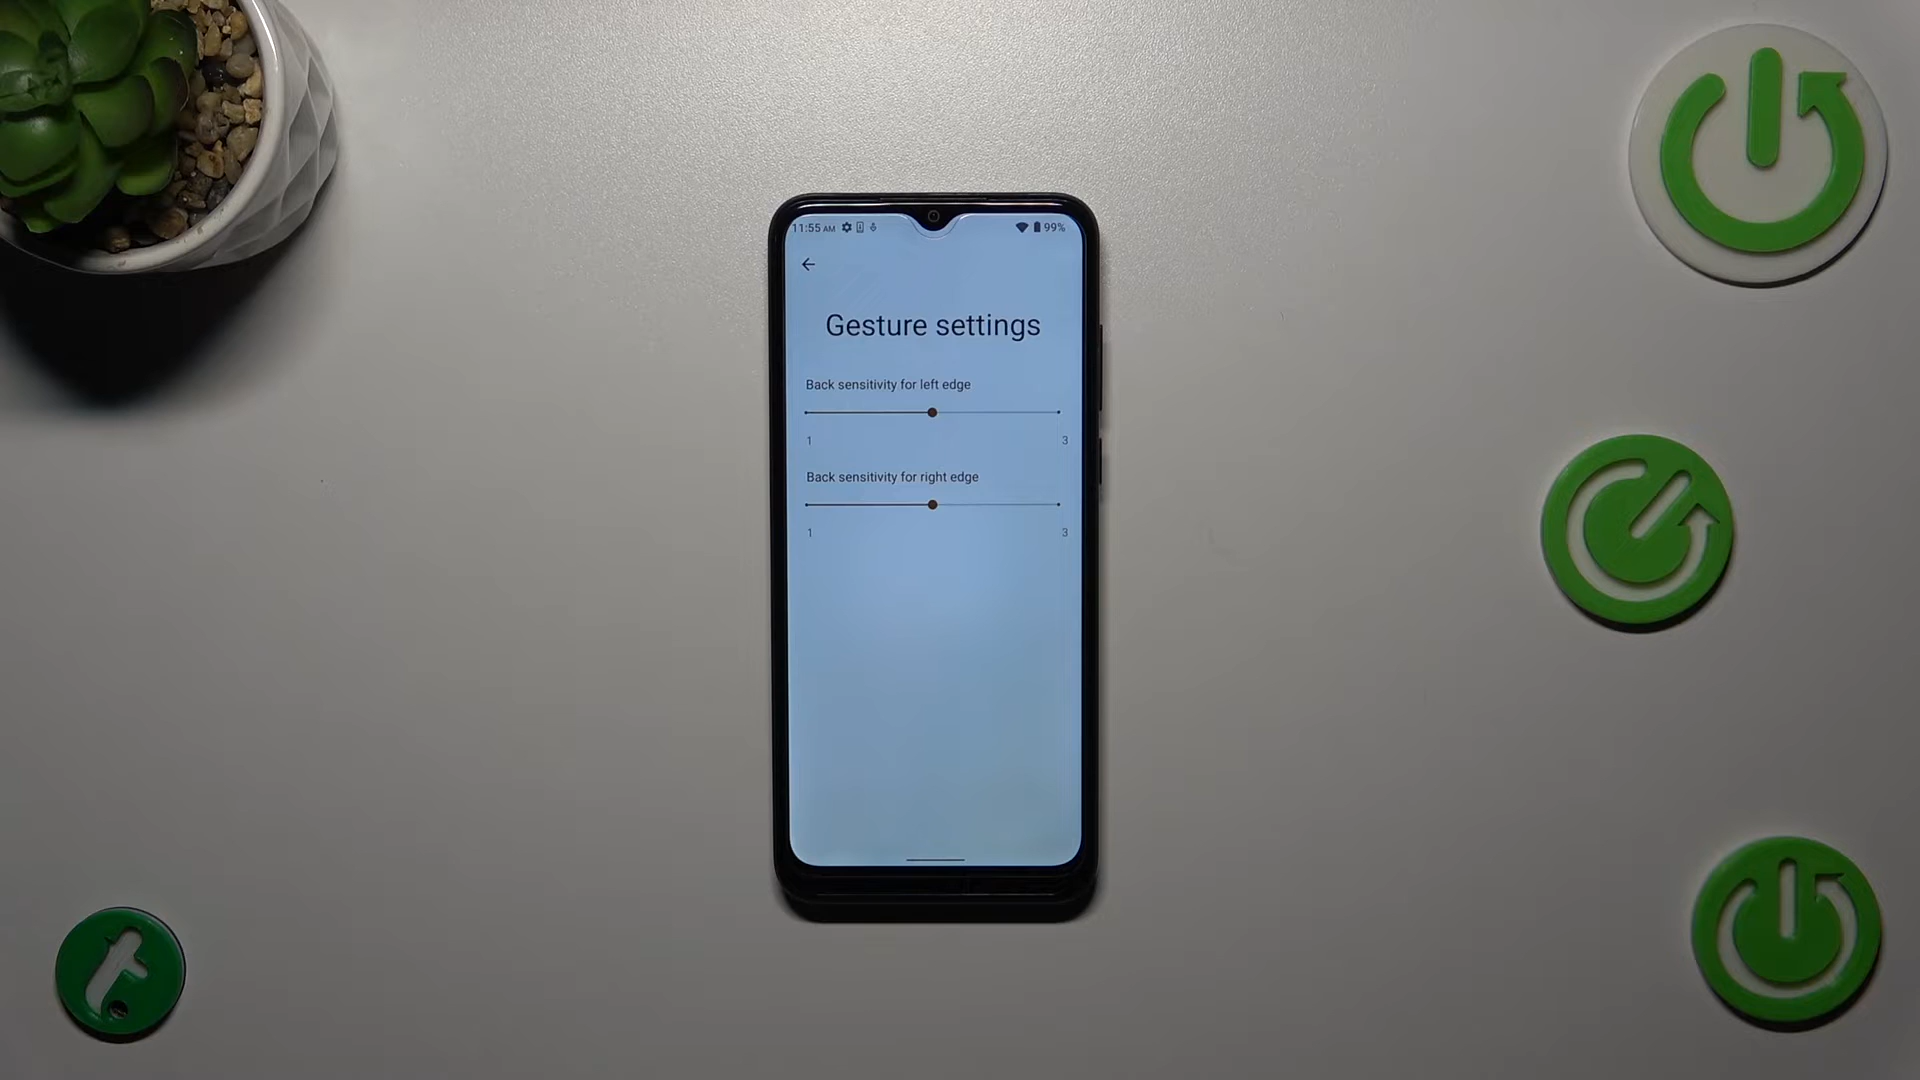 11:55 AM 99%
Gesture settings
Back sensitivity for left edge
1 3
Back sensitivity for right edge
1 3